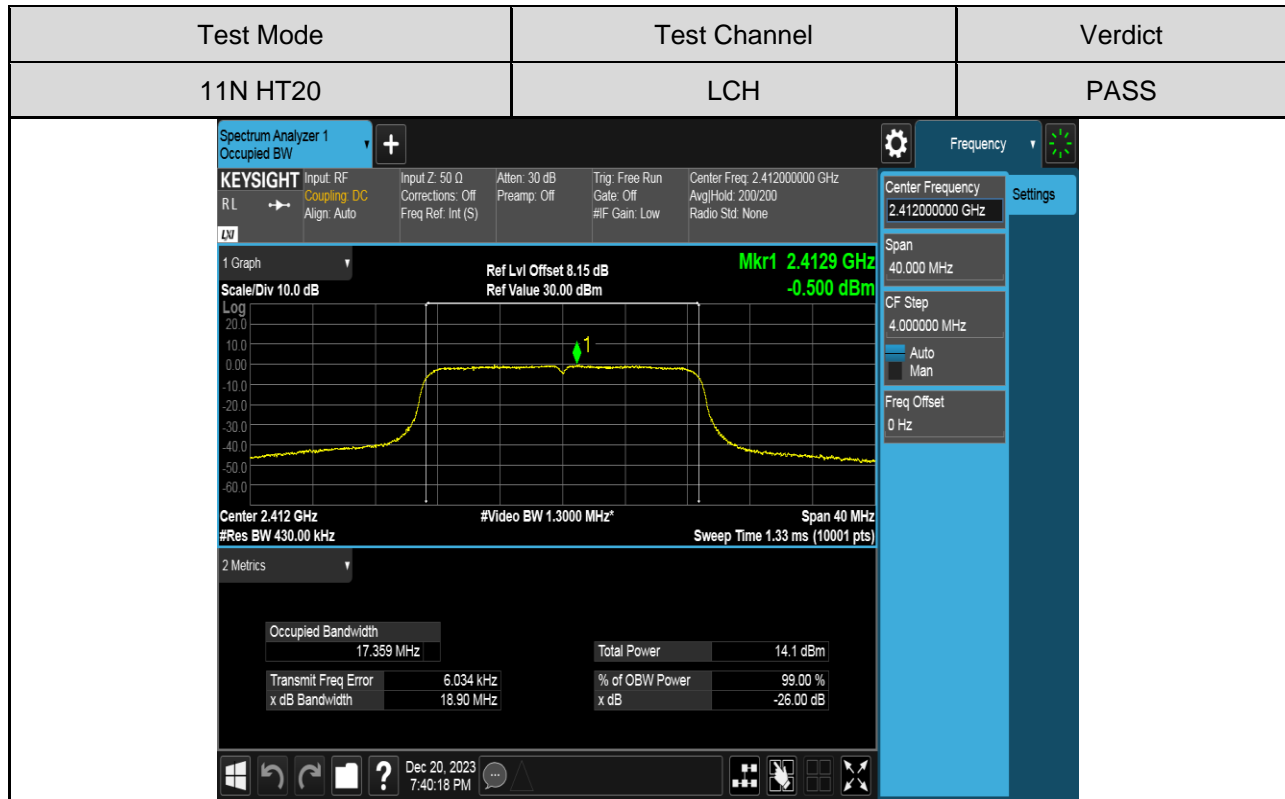 Test Mode Test Channel Verdict
11N HT20 LCH PASS
Spectrum Analyzer 1
Occupied BW
+
Frequency
KEYSIGHT Input: RF Input Z: 50 Ω Atten: 30 dB Trig: Free Run Center Freq: 2.412000000 GHz
RL Coupling: DC Corrections: Off Preamp: Off Gate: Off Avg|Hold: 200/200
Align: Auto Freq Ref: Int (S) #IF Gain: Low Radio Std: None
LXI
Center Frequency
2.412000000 GHz
Settings
Span
40.000 MHz
CF Step
4.000000 MHz
Auto
Man
Freq Offset
0 Hz
1 Graph
Ref Lvl Offset 8.15 dB
Mkr1 2.4129 GHz
Scale/Div 10.0 dB Ref Value 30.00 dBm -0.500 dBm
Log
20.0
10.0
1
0.00
-10.0
-20.0
-30.0
-40.0
-50.0
-60.0
Center 2.412 GHz #Video BW 1.3000 MHz* Span 40 MHz
#Res BW 430.00 kHz Sweep Time 1.33 ms (10001 pts)
2 Metrics
Occupied Bandwidth
17.359 MHz Total Power 14.1 dBm
Transmit Freq Error 6.034 kHz % of OBW Power 99.00 %
x dB Bandwidth 18.90 MHz x dB -26.00 dB
? Dec 20, 2023
7:40:18 PM